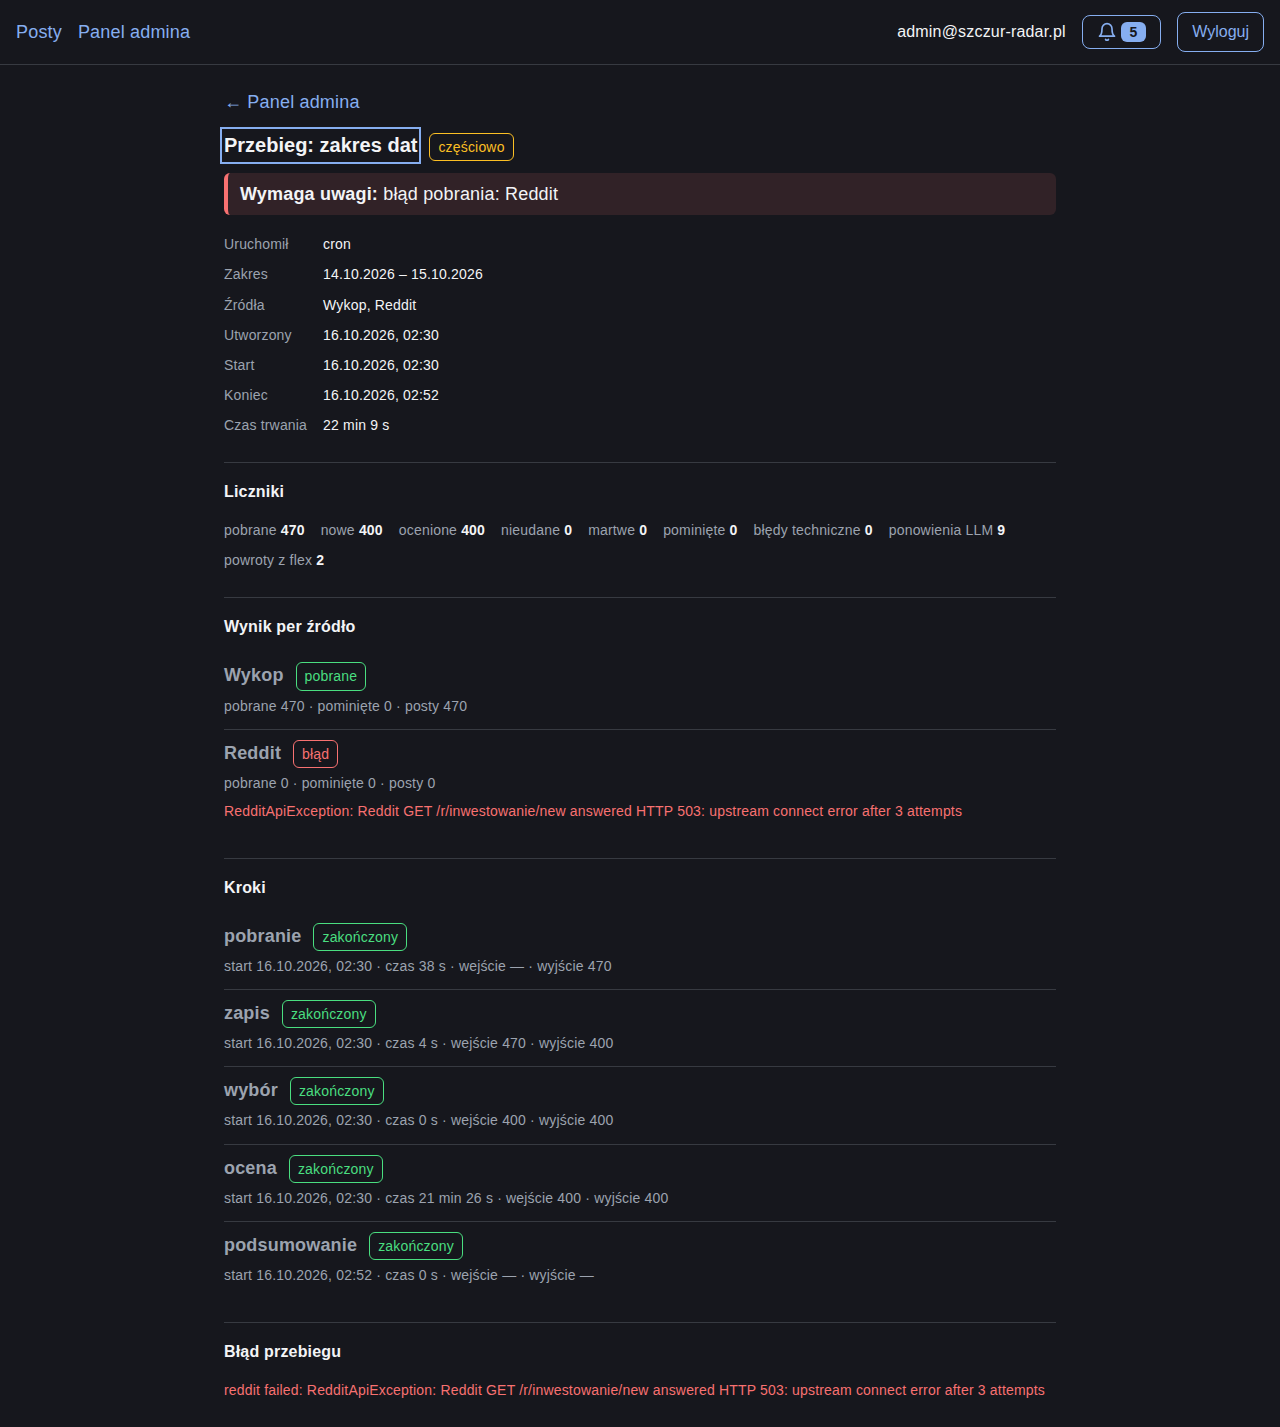 Posty Panel admina admin@szczur-radar.pl 5 Wyloguj
← Panel admina
Przebieg: zakres dat częściowo
Wymaga uwagi: błąd pobrania: Reddit
Uruchomił cron
Zakres 14.10.2026 – 15.10.2026
Źródła Wykop, Reddit
Utworzony 16.10.2026, 02:30
Start 16.10.2026, 02:30
Koniec 16.10.2026, 02:52
Czas trwania 22 min 9 s
Liczniki
pobrane 470 nowe 400 ocenione 400 nieudane 0 martwe 0 pominięte 0 błędy techniczne 0 ponowienia LLM 9
powroty z flex 2
Wynik per źródło
Wykop pobrane
pobrane 470 · pominięte 0 · posty 470
Reddit błąd
pobrane 0 · pominięte 0 · posty 0
RedditApiException: Reddit GET /r/inwestowanie/new answered HTTP 503: upstream connect error after 3 attempts
Kroki
pobranie zakończony
start 16.10.2026, 02:30 · czas 38 s · wejście — · wyjście 470
zapis zakończony
start 16.10.2026, 02:30 · czas 4 s · wejście 470 · wyjście 400
wybór zakończony
start 16.10.2026, 02:30 · czas 0 s · wejście 400 · wyjście 400
ocena zakończony
start 16.10.2026, 02:30 · czas 21 min 26 s · wejście 400 · wyjście 400
podsumowanie zakończony
start 16.10.2026, 02:52 · czas 0 s · wejście — · wyjście —
Błąd przebiegu
reddit failed: RedditApiException: Reddit GET /r/inwestowanie/new answered HTTP 503: upstream connect error after 3 attempts